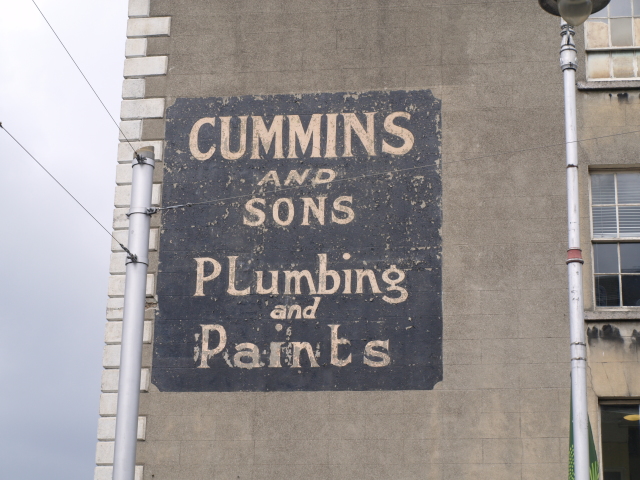 CUMMINS
AND
SONS
PLumbing
and
Paints